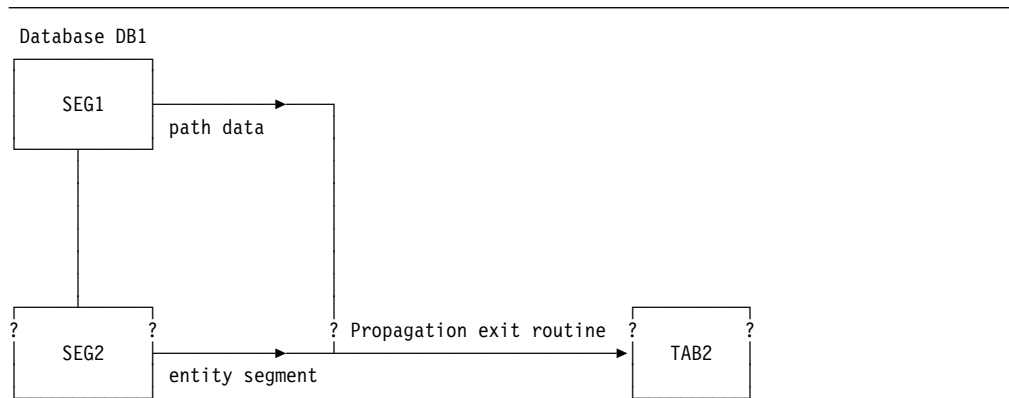 Database DB1
SEG1
path data
? ? ? Propagation exit routine ? ?
SEG2 TAB2
entity segment